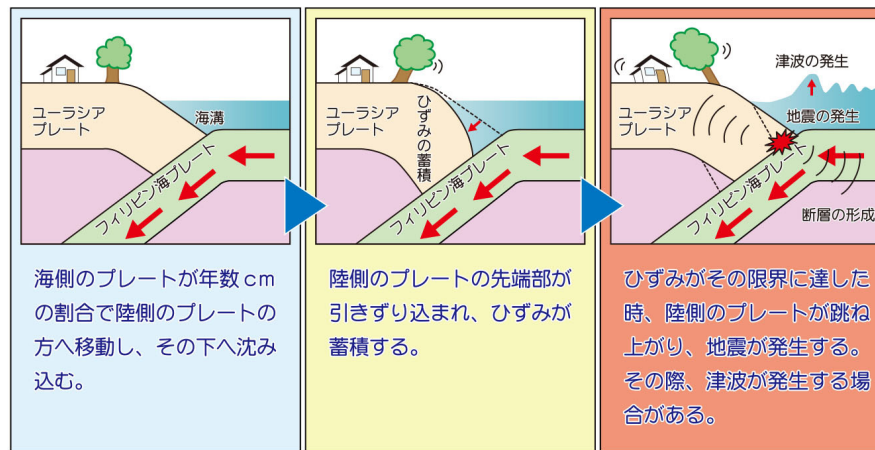 ユーラシア
プレート
海溝
フィリピン海プレート
海側のプレートが年数cm
の割合で陸側のプレートの
方へ移動し、その下へ沈み
込む。
ユーラシア
プレート
ひずみの蓄積
フィリピン海プレート
陸側のプレートの先端部が
引きずり込まれ、ひずみが
蓄積する。
津波の発生
ユーラシア
プレート
地震の発生
フィリピン海プレート
断層の形成
ひずみがその限界に達した
時、陸側のプレートが跳ね
上がり、地震が発生する。
その際、津波が発生する場
合がある。